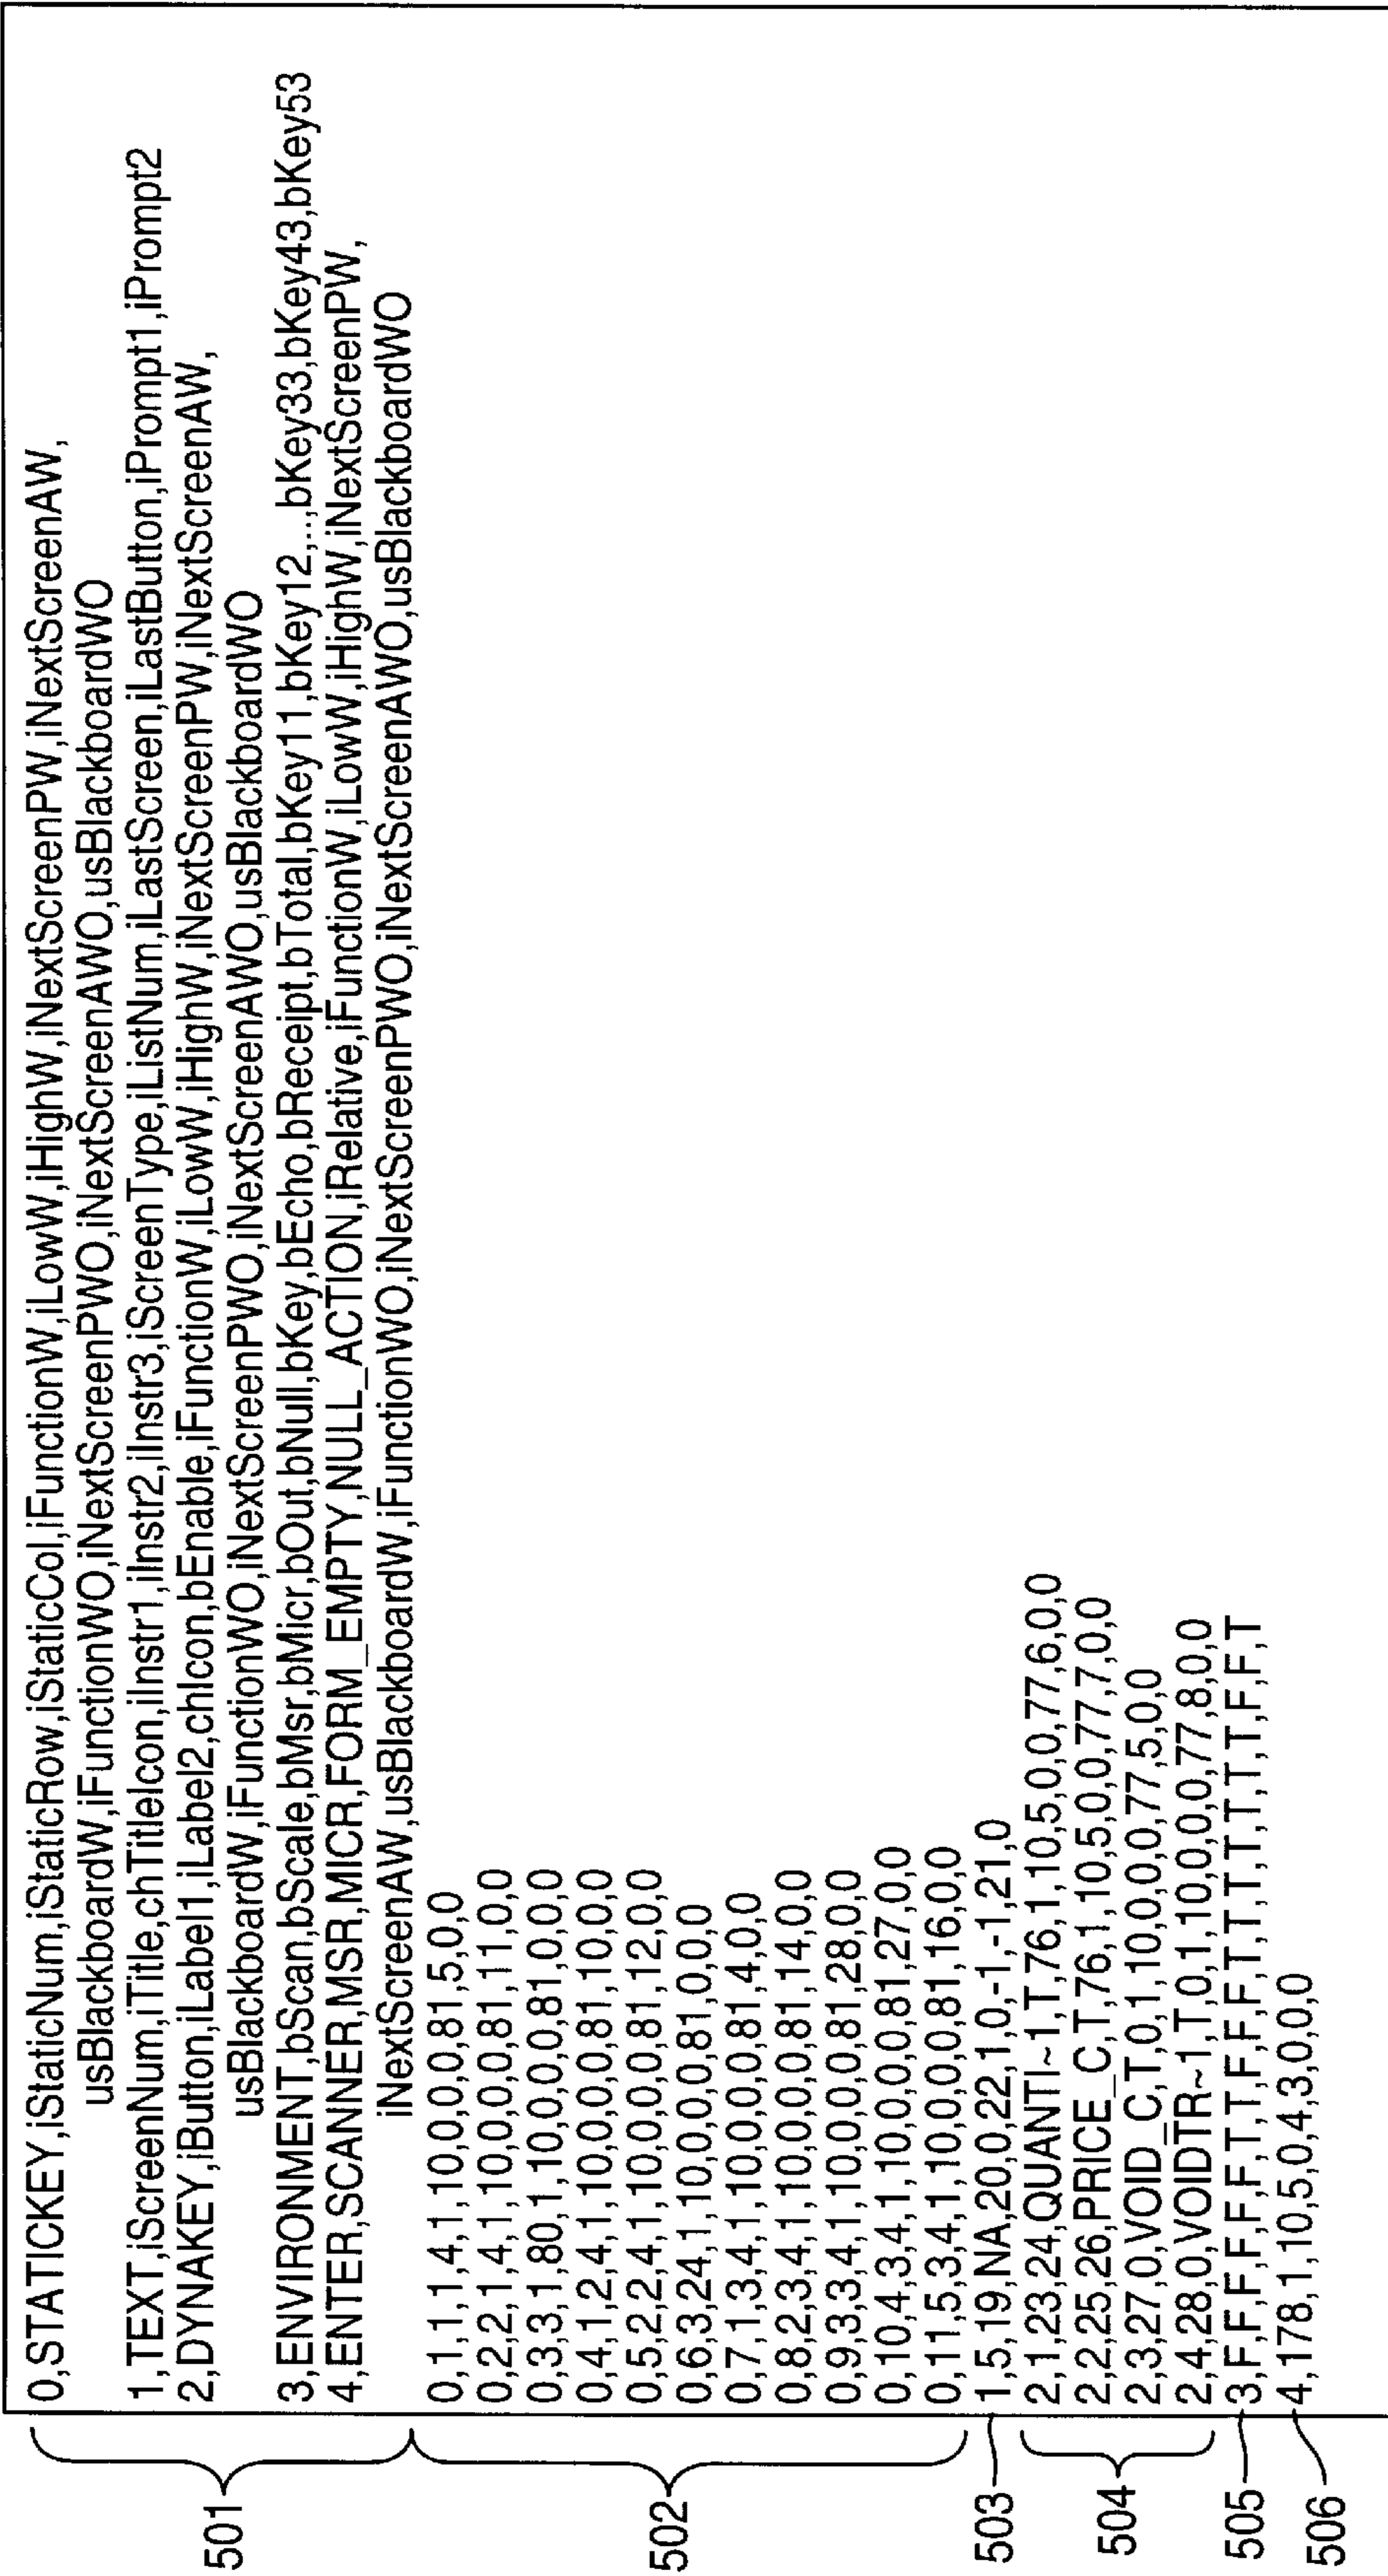 0,STATICKEY,iStaticNum,iStaticRow,iStaticCol,iFunctionW,iLowW,iHighW,iNextScreenPW,iNextScreenAW,
usBlackboardW,iFunctionWO,iNextScreenPWO,iNextScreenAWO,usBlackboardWO
1,TEXT,iScreenNum,iTitle,chTitleIcon,iInstr1,iInstr2,iInstr3,iScreenType,iListNum,iLastScreen,iLastButton,iPrompt1,iPrompt2
2,DYNAKEY,iButton,iLabel1,iLabel2,chIcon,bEnable,iFunctionW,iLowW,iHighW,iNextScreenPW,iNextScreenAW,
usBlackboardW,iFunctionWO,iNextScreenPWO,iNextScreenAWO,usBlackboardWO
3,ENVIRONMENT,bScan,bScale,bMsr,bMicr,bOut,bNull,bKey,bEcho,bReceipt,bTotal,bKey11,bKey12,..,bKey33,bKey43,bKey53
4,ENTER,SCANNER,MSR,MICR,FORM_EMPTY,NULL_ACTION,iRelative,iFunctionW,iLowW,iHighW,iNextScreenPW,
iNextScreenAW,usBlackboardW,iFunctionWO,iNextScreenPWO,iNextScreenAWO,usBlackboardWO
0,1,1,1,4,1,10,0,0,0,81,5,0,0
0,2,2,1,4,1,10,0,0,0,81,11,0,0
0,3,3,1,80,1,10,0,0,0,81,0,0,0
0,4,1,2,4,1,10,0,0,0,81,10,0,0
0,5,2,2,4,1,10,0,0,0,81,12,0,0
0,6,3,24,1,10,0,0,0,81,0,0,0
0,7,1,3,4,1,10,0,0,0,81,4,0,0
0,8,2,3,4,1,10,0,0,0,81,14,0,0
0,9,3,3,4,1,10,0,0,0,81,28,0,0
0,10,4,3,4,1,10,0,0,0,81,27,0,0
0,11,5,3,4,1,10,0,0,0,81,16,0,0
1,5,19,NA,20,0,22,1,0,-1,-1,21,0
2,1,23,24,QUANTI~1,T,76,1,10,5,0,0,77,6,0,0
2,2,25,26,PRICE_C,T,76,1,10,5,0,0,77,7,0,0
2,3,27,0,VOID_C,T,0,1,10,0,0,0,77,5,0,0
2,4,28,0,VOIDTR~1,T,0,1,10,0,0,0,77,8,0,0
3,F,F,F,F,F,F,T,T,F,F,F,T,T,T,T,T,T,T,F,F,T
4,178,1,10,5,0,4,3,0,0,0
501
502
503
504
505
506